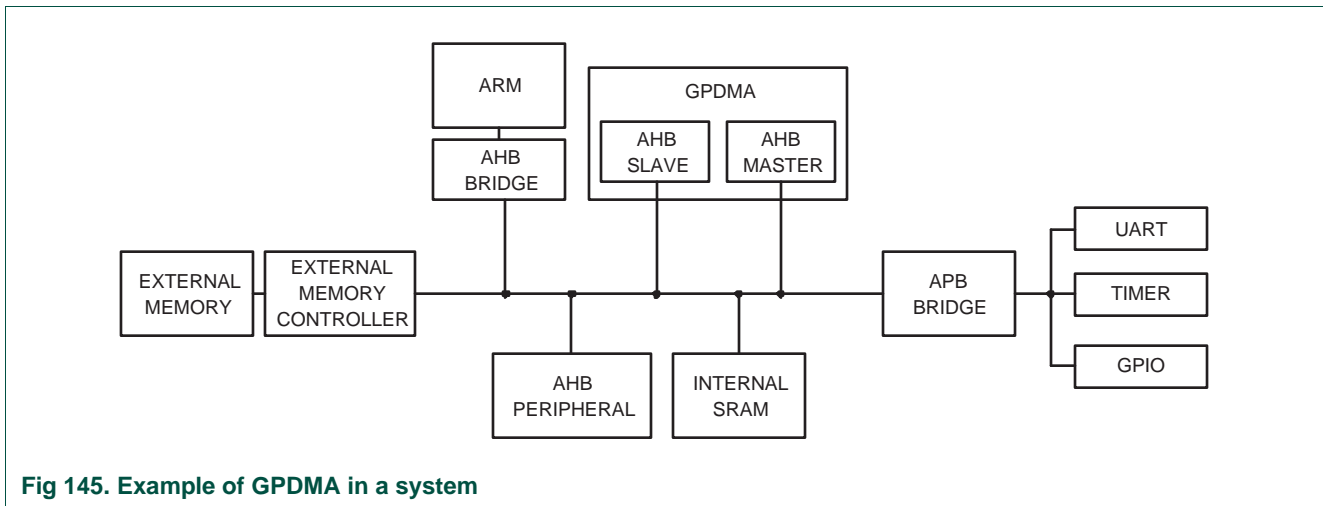 ARM
GPDMA
AHB
SLAVE
AHB
MASTER
AHB
BRIDGE
EXTERNAL
MEMORY
EXTERNAL
MEMORY
CONTROLLER
APB
BRIDGE
UART
TIMER
GPIO
AHB
PERIPHERAL
INTERNAL
SRAM
Fig 145. Example of GPDMA in a system